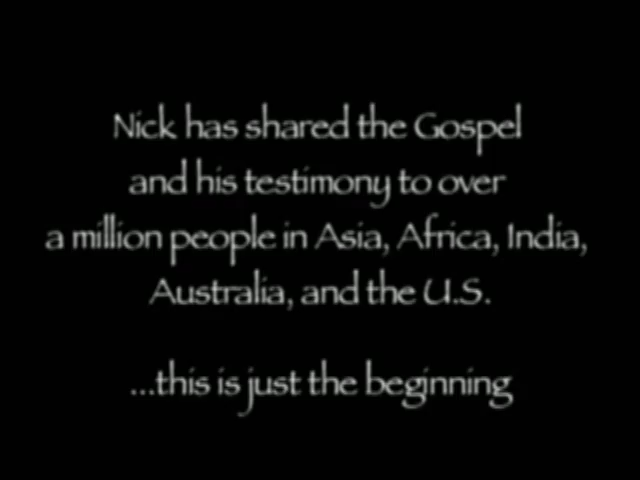 Nick has shared the Gospel
and his testimony to over
a million people in Asia, Africa, India,
Australia, and the U.S.
...this is just the beginning